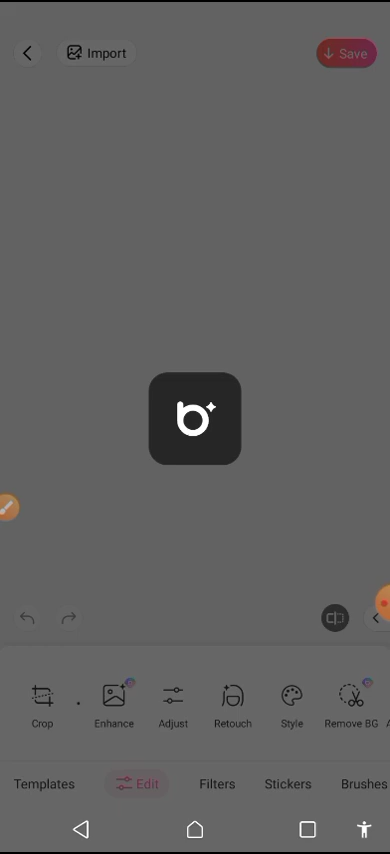 Import
Save
b
Crop
Enhance
Adjust
Retouch
Style
Remove BG
Templates
Edit
Filters
Stickers
Brushes